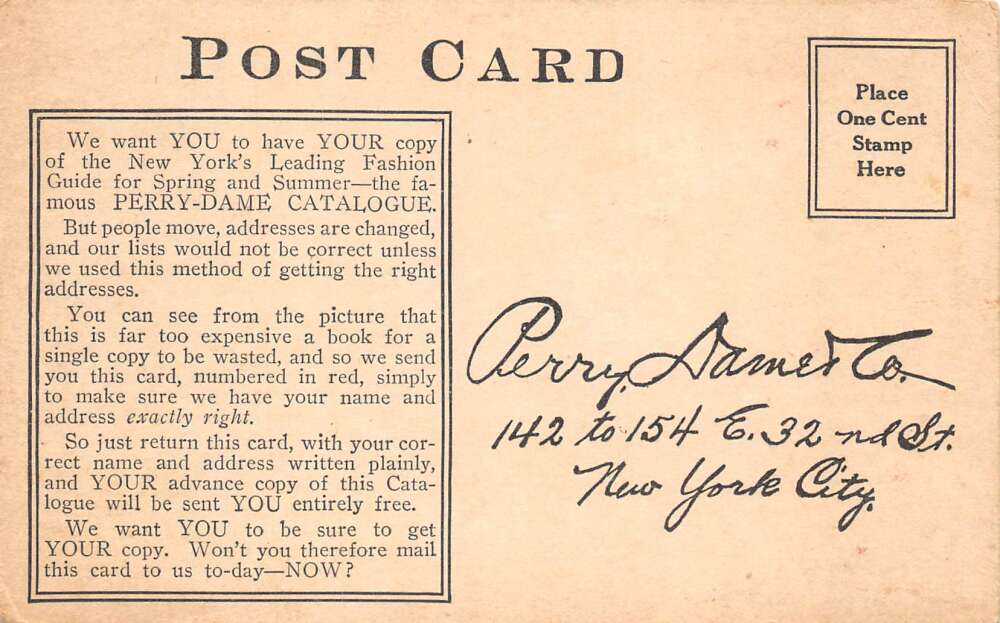 POST CARD
Place
One Cent
Stamp
Here
We want YOU to have YOUR copy
of the New York's Leading Fashion
Guide for Spring and Summer—the fa-
mous PERRY-DAME CATALOGUE.
But people move, addresses are changed,
and our lists would not be correct unless
we used this method of getting the right
addresses.
You can see from the picture that
this is far too expensive a book for a
single copy to be wasted, and so we send
you this card, numbered in red, simply
to make sure we have your name and
address exactly right.
So just return this card, with your cor-
rect name and address written plainly,
and YOUR advance copy of this Cata-
logue will be sent YOU entirely free.
We want YOU to be sure to get
YOUR copy. Won't you therefore mail
this card to us to-day—NOW?
Perry, Dame & Co.
142 to 154 E. 32nd St.
New York City.